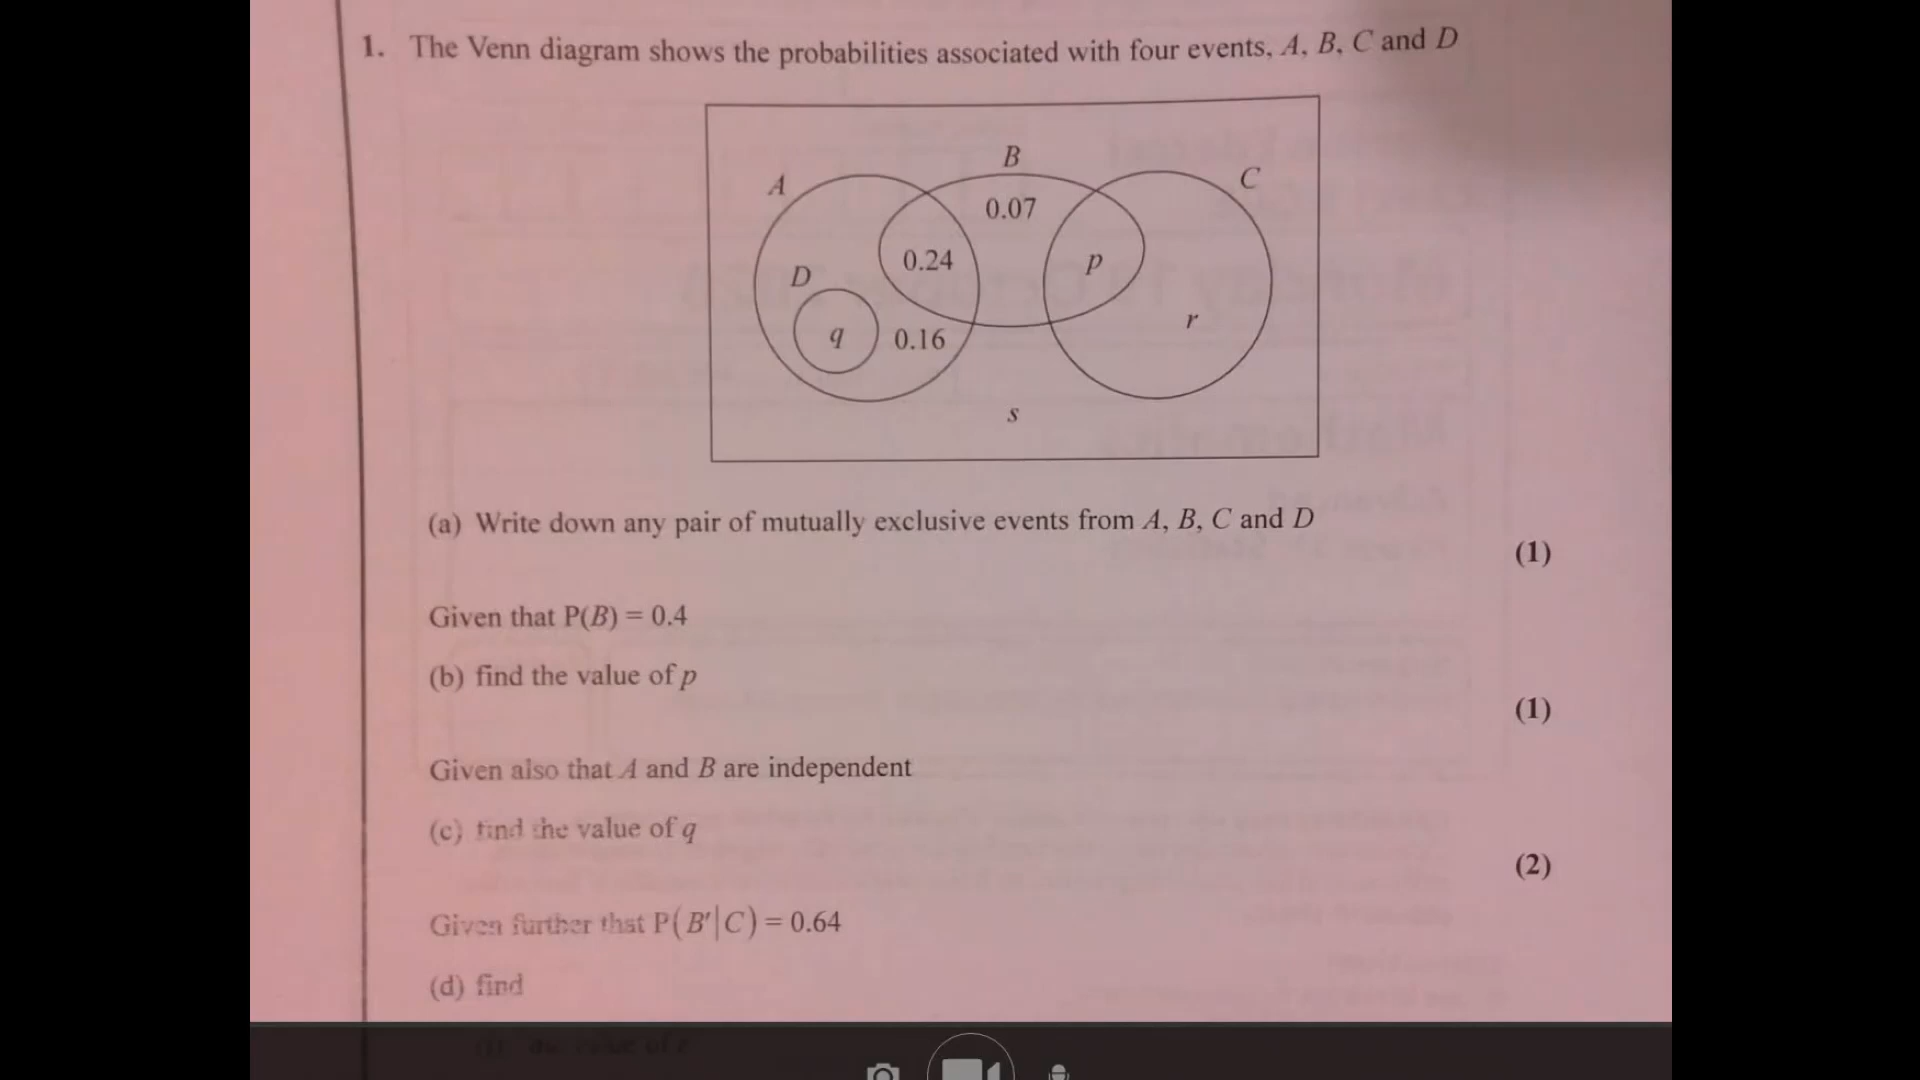 1. The Venn diagram shows the probabilities associated with four events, A, B, C and D
B
A
C
0.07
0.24
p
D
r
q
0.16
s
(a) Write down any pair of mutually exclusive events from A, B, C and D
(1)
Given that P(B) = 0.4
(b) find the value of p
(1)
Given also that A and B are independent
(c) find the value of q
(2)
Given further that P(B′|C) = 0.64
(d) find